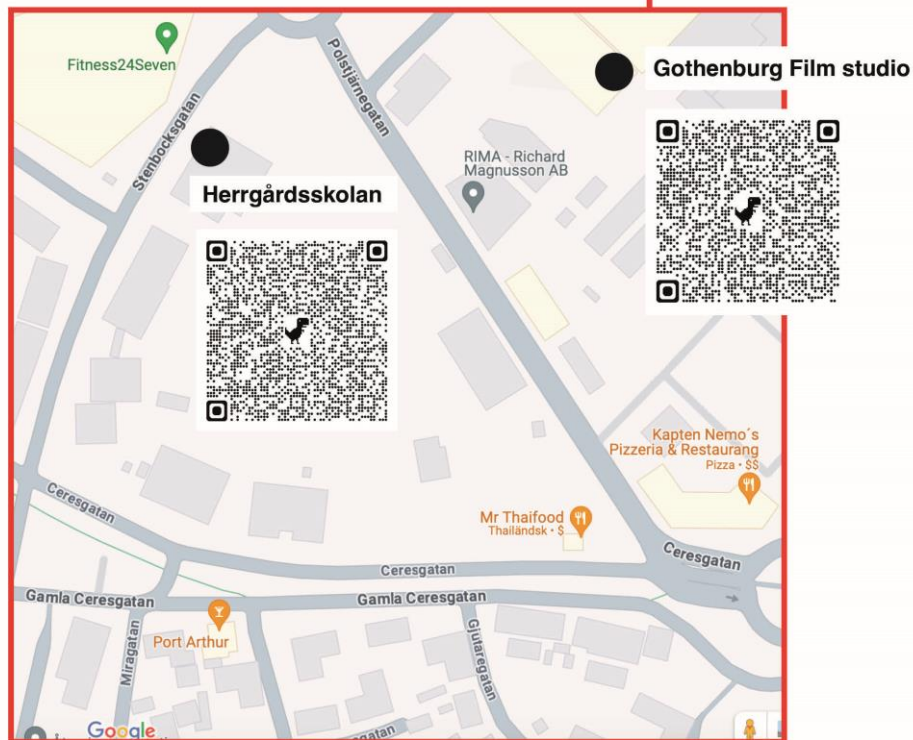 Fitness24Seven
Stenbocksgatan
Polstjärnegatan
Gothenburg Film studio
RIMA - Richard
Magnusson AB
Herrgårdsskolan
Kapten Nemo´s
Pizzeria & Restaurang
Pizza • $$
Ceresgatan
Mr Thaifood
Thailändsk • $
Ceresgatan
Ceresgatan
Gamla Ceresgatan
Gamla Ceresgatan
Port Arthur
Miragatan
Gjutaregatan
Google